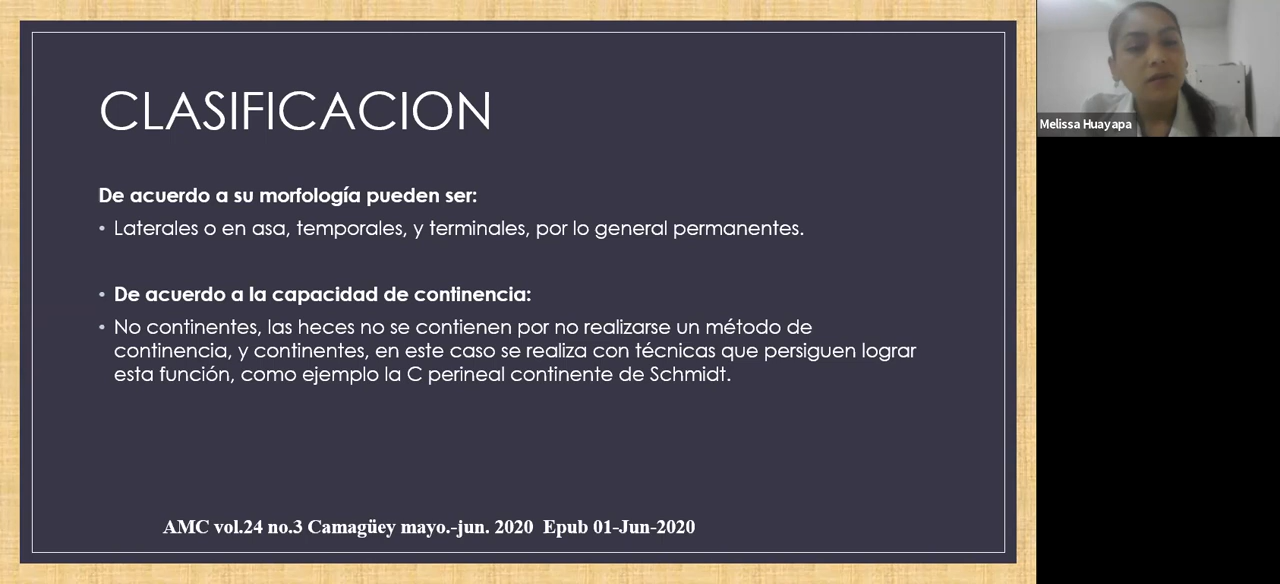 CLASIFICACION
De acuerdo a su morfología pueden ser:
• Laterales o en asa, temporales, y terminales, por lo general permanentes.
• De acuerdo a la capacidad de continencia:
• No continentes, las heces no se contienen por no realizarse un método de
continencia, y continentes, en este caso se realiza con técnicas que persiguen lograr
esta función, como ejemplo la C perineal continente de Schmidt.
AMC vol.24 no.3 Camagüey mayo.-jun. 2020  Epub 01-Jun-2020
Melissa Huayapa